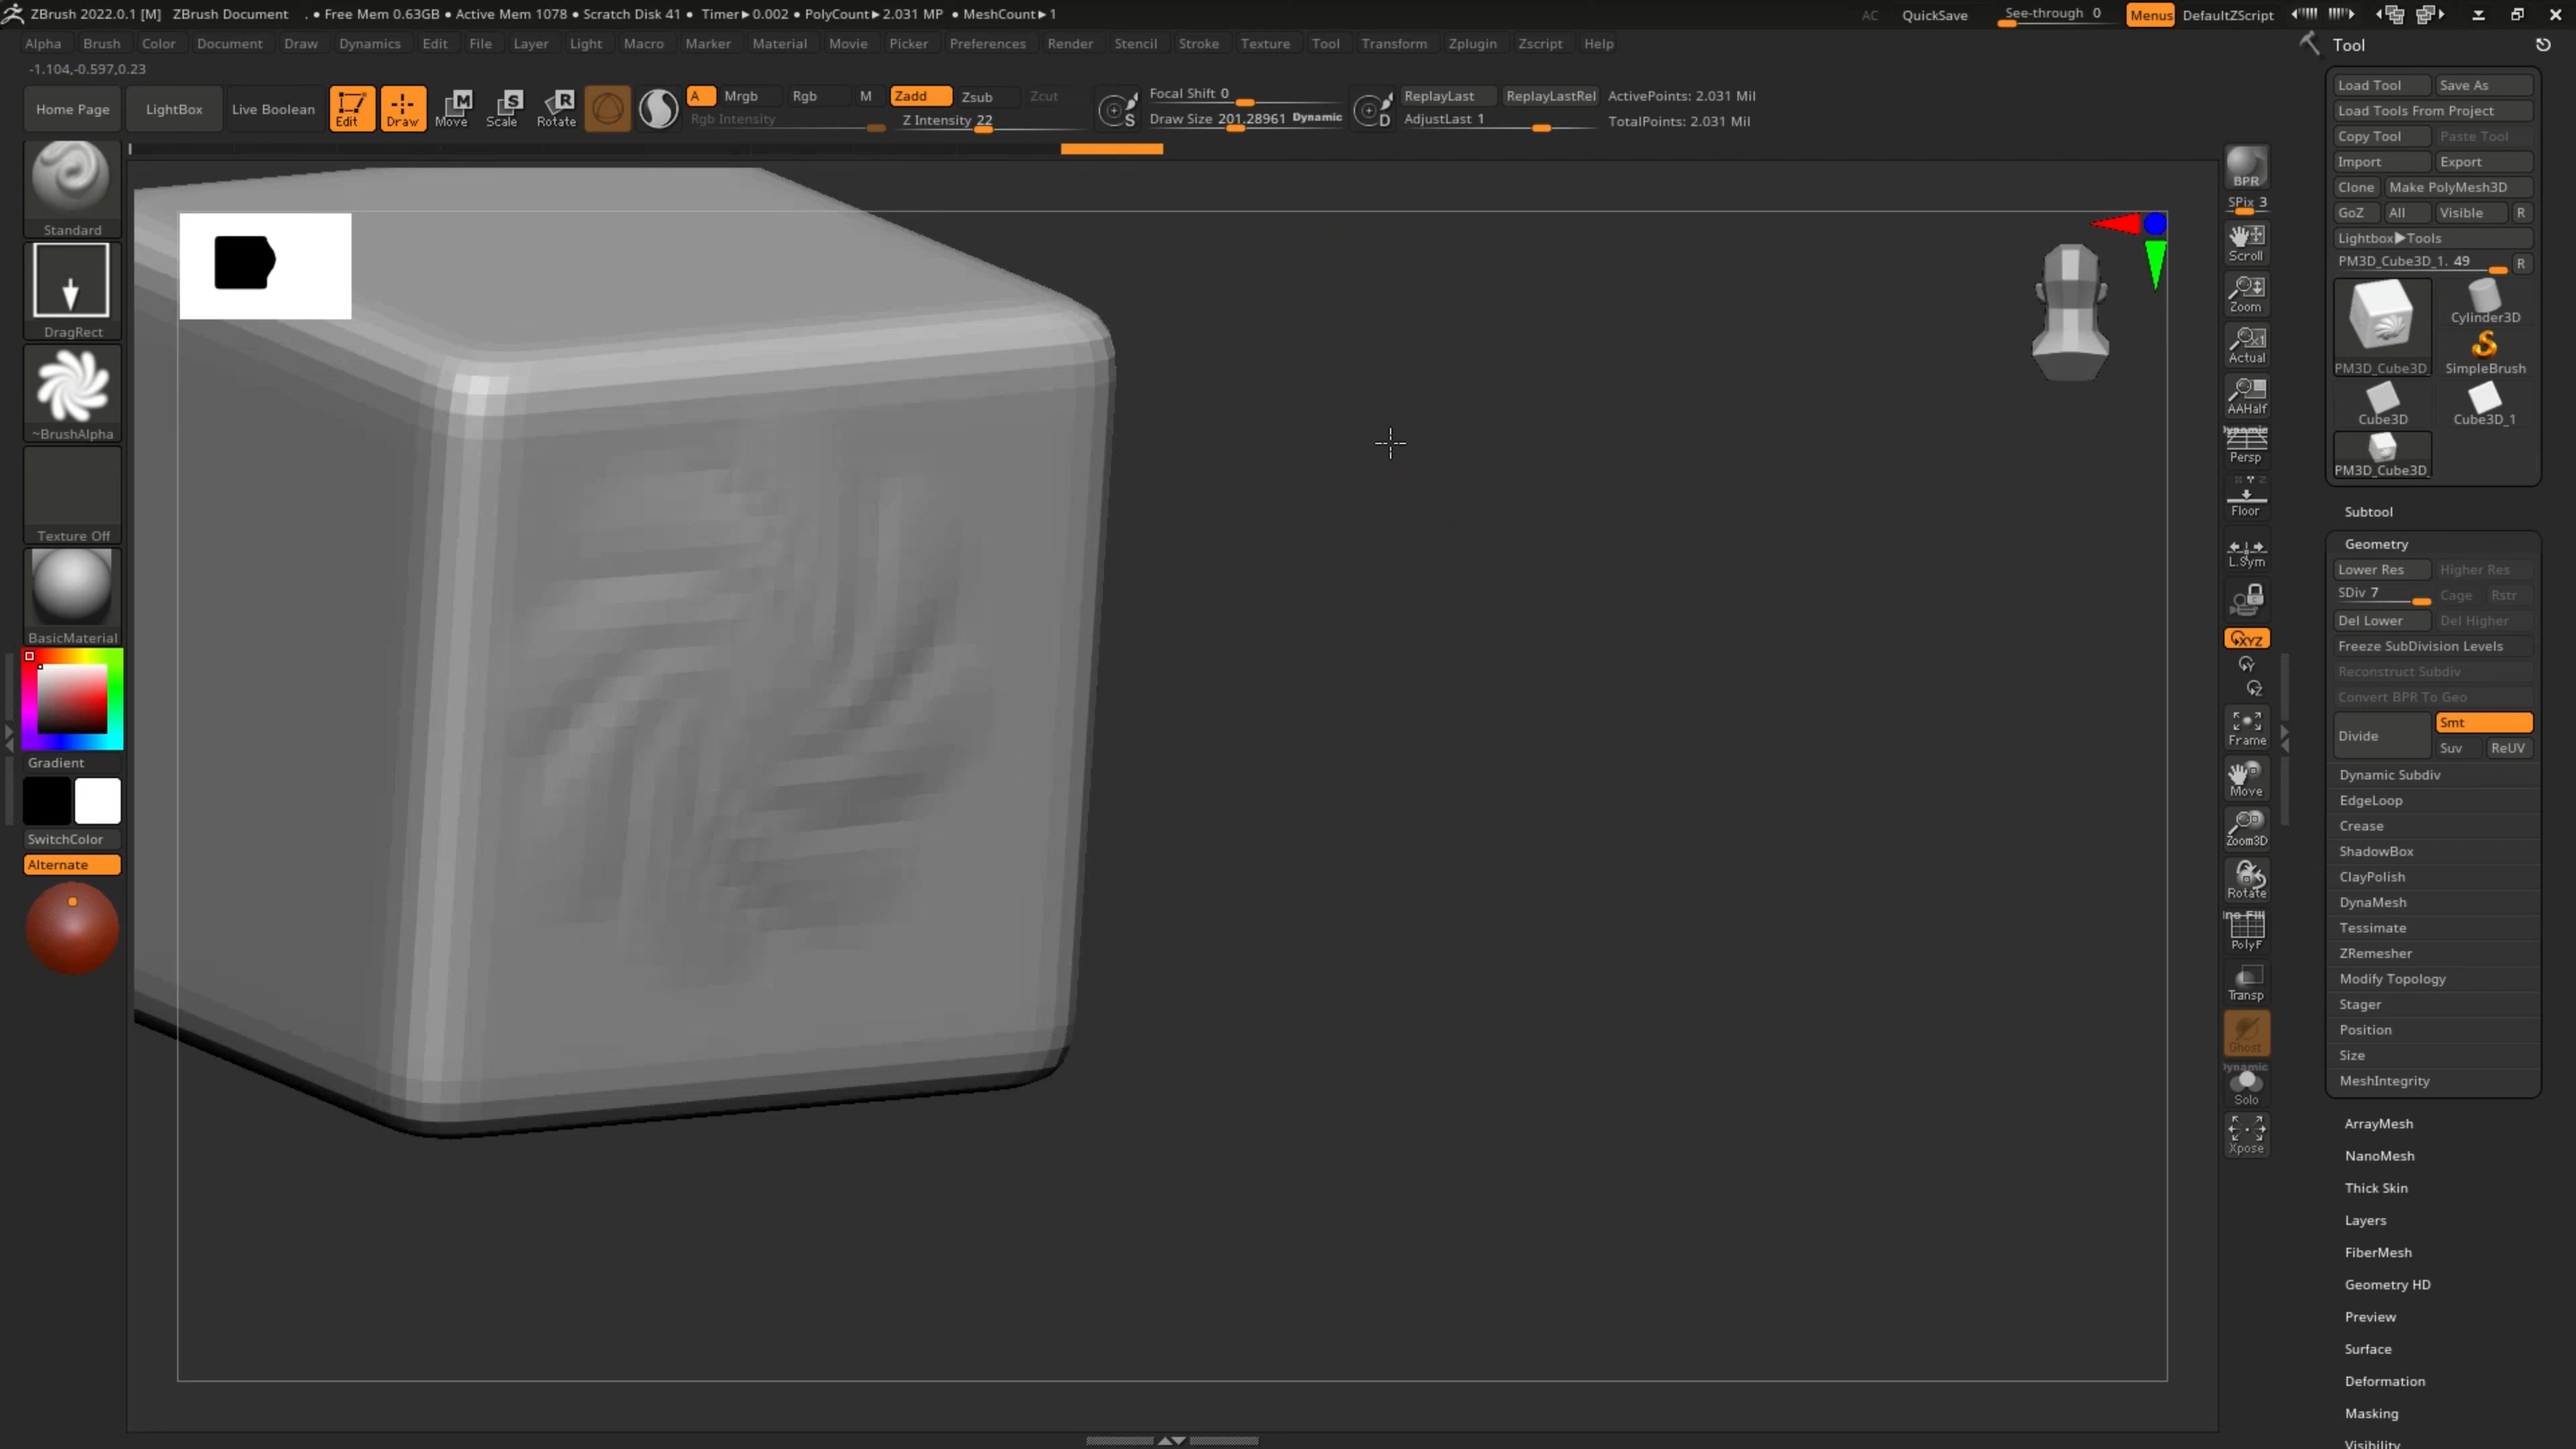 ZBrush 2022.0.1 [M] ZBrush Document . • Free Mem 0.63GB • Active Mem 1078 • Scratch Disk 41 • Timer▶0.002 • PolyCount▶2.031 MP • MeshCount▶1 AC QuickSave See-through 0 Menus DefaultZScript
Alpha Brush Color Document Draw Dynamics Edit File Layer Light Macro Marker Material Movie Picker Preferences Render Stencil Stroke Texture Tool Transform Zplugin Zscript Help
-1.104,-0.597,0.23
Home Page LightBox Live Boolean Edit Draw Move Scale Rotate
A Mrgb Rgb M Zadd Zsub Zcut
Rgb Intensity Z Intensity 22
Focal Shift 0
Draw Size 201.28961 Dynamic
ReplayLast ReplayLastRel ActivePoints: 2.031 Mil
AdjustLast 1 TotalPoints: 2.031 Mil
Standard
DragRect
~BrushAlpha
Texture Off
BasicMaterial
Gradient
SwitchColor
Alternate
BPR
SPix 3
Scroll
Zoom
Actual
AAHalf
Dynamic
Persp
Floor
L.Sym
XYZ
Y
Z
Frame
Move
Zoom3D
Rotate
PolyF
Transp
Ghost
Dynamic
Solo
Xpose
Tool
Load Tool Save As
Load Tools From Project
Copy Tool Paste Tool
Import Export
Clone Make PolyMesh3D
GoZ All Visible R
Lightbox▶Tools
PM3D_Cube3D_1. 49 R
Cylinder3D
PM3D_Cube3D_ SimpleBrush
Cube3D Cube3D_1
PM3D_Cube3D_
Subtool
Geometry
Lower Res Higher Res
SDiv 7 Cage Rstr
Del Lower Del Higher
Freeze SubDivision Levels
Reconstruct Subdiv
Convert BPR To Geo
Divide Smt
Suv ReUV
Dynamic Subdiv
EdgeLoop
Crease
ShadowBox
ClayPolish
DynaMesh
Tessimate
ZRemesher
Modify Topology
Stager
Position
Size
MeshIntegrity
ArrayMesh
NanoMesh
Thick Skin
Layers
FiberMesh
Geometry HD
Preview
Surface
Deformation
Masking
Visibility